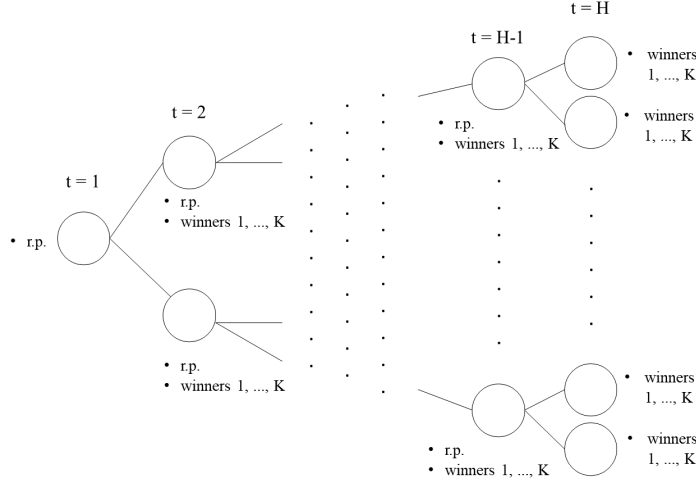 t = H
t = H-1
• winners
1, ..., K
• r.p.
• winners 1, ..., K
• winners
1, ..., K
t = 2
• r.p.
• winners 1, ..., K
t = 1
• r.p.
• r.p.
• winners 1, ..., K
• r.p.
• winners 1, ..., K
• winners
1, ..., K
• winners
1, ..., K